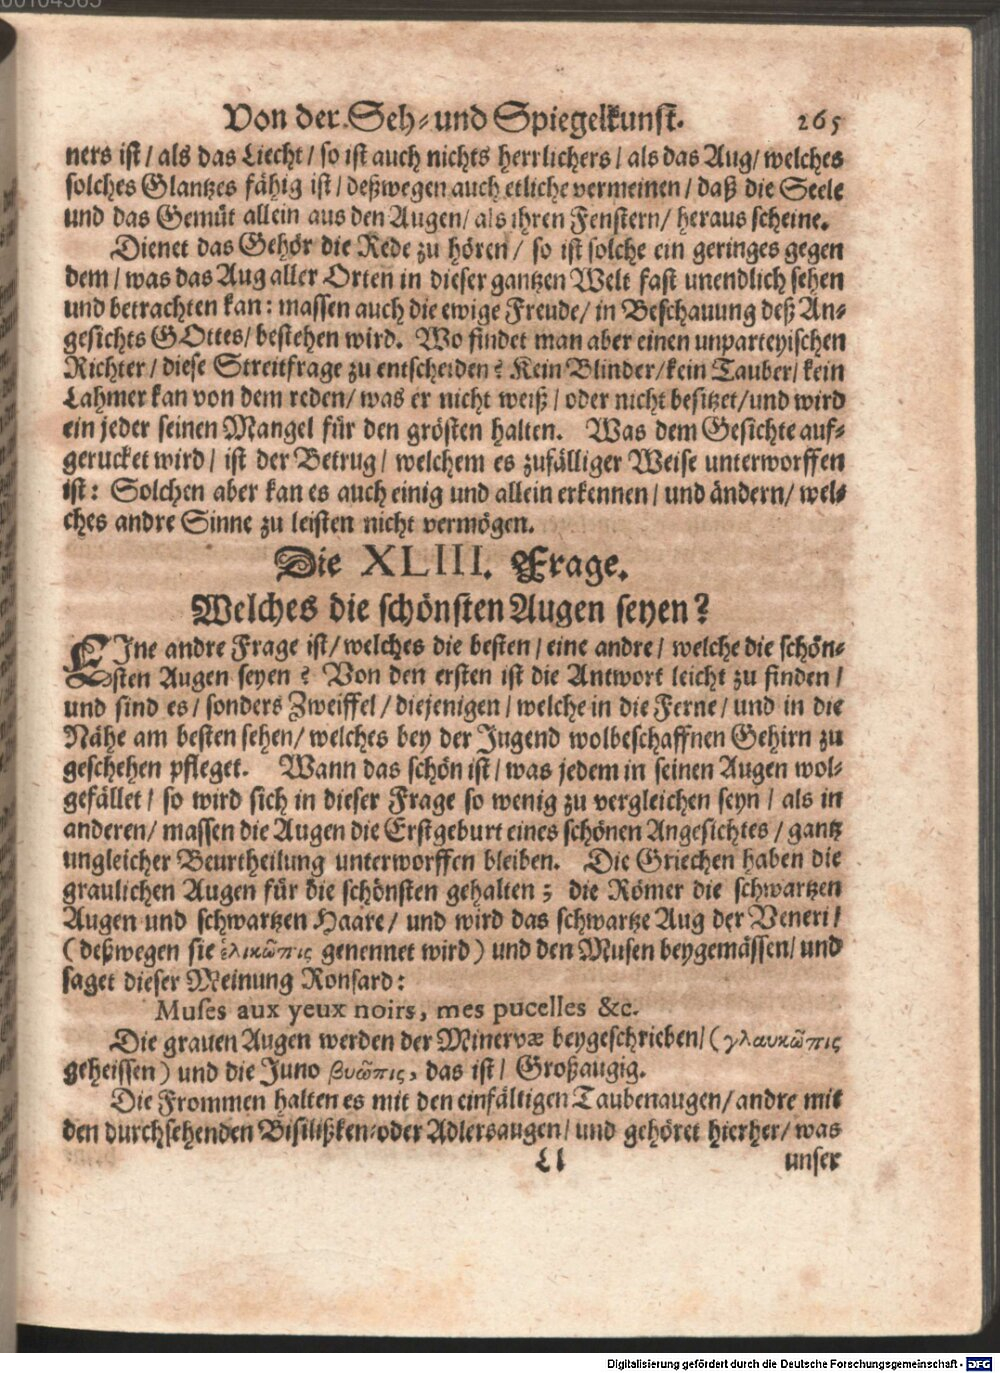 Von der Seh- und Spiegelkunst. 265
ners ist / als das Liecht / so ist auch nichts herrlichers / als das Aug / welches
solches Glantzes fähig ist / deßwegen auch etliche vermeinen / daß die Seele
und das Gemüt allein aus den Augen / als ihren Fenstern / heraus scheine.
Dienet das Gehör die Rede zu hören / so ist solche ein geringes gegen
dem / was das Aug aller Orten in dieser gantzen Welt fast unendlich sehen
und betrachten kan: massen auch die ewige Freude / in Beschauung deß An-
gesichts GOttes / bestehen wird. Wo findet man aber einen unparteyischen
Richter / diese Streitfrage zu entscheiden? Kein Blinder / kein Tauber / kein
Lahmer kan von dem reden / was er nicht weiß / oder nicht besitzet / und wird
ein jeder seinen Mangel für den grösten halten. Was dem Gesichte auf-
gerucket wird / ist der Betrug / welchem es zufälliger Weise unterworffen
ist: Solchen aber kan es auch einig und allein erkennen / und ändern / wel-
ches andre Sinne zu leisten nicht vermögen.
Die XLIII. Frage.
Welches die schönsten Augen seyen?
EIne andre Frage ist / welches die besten / eine andre / welche die schön-
sten Augen seyen? Von den ersten ist die Antwort leicht zu finden /
und sind es / sonders Zweiffel / diejenigen / welche in die Ferne / und in die
Nähe am besten sehen / welches bey der Jugend wolbeschaffnen Gehirn zu
geschehen pfleget. Wann das schön ist / was jedem in seinen Augen wol-
gefället / so wird sich in dieser Frage so wenig zu vergleichen seyn / als in
anderen / massen die Augen die Erstgeburt eines schönen Angesichtes / gantz
ungleicher Beurtheilung unterworffen bleiben. Die Griechen haben die
graulichen Augen für die schönsten gehalten; die Römer die schwartzen
Augen und schwartzen Haare / und wird das schwartze Aug der Veneri /
(deßwegen sie ἑλικῶπις genennet wird) und den Musen beygemässen / und
saget dieser Meinung Ronsard:
Muses aux yeux noirs, mes pucelles &c.
Die grauen Augen werden der Minervæ beygeschrieben / (γλαυκῶπις
geheissen) und die Juno βυῶπις, das ist / Großaugig.
Die Frommen halten es mit den einfältigen Taubenaugen / andre mit
den durchsehenden Bisilißken- oder Adlersaugen / und gehöret hierher / was
Ll unser
Digitalisierung gefördert durch die Deutsche Forschungsgemeinschaft - DFG